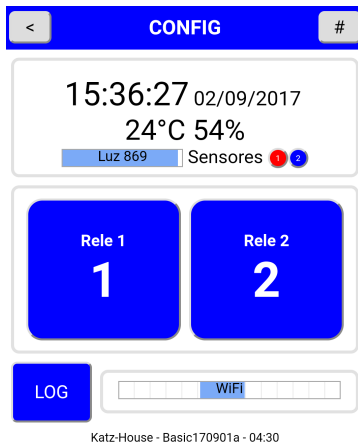 < CONFIG #
15:36:27 02/09/2017
24°C 54%
Luz 869 Sensores 1 2
Rele 1 Rele 2
1 2
LOG WiFi
Katz-House - Basic170901a - 04:30